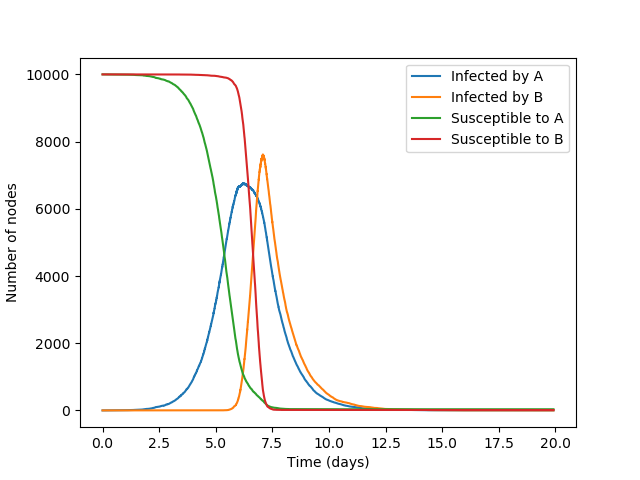 Infected by A
Infected by B
Susceptible to A
Susceptible to B
Number of nodes
10000
8000
6000
4000
2000
0
0.0 2.5 5.0 7.5 10.0 12.5 15.0 17.5 20.0
Time (days)